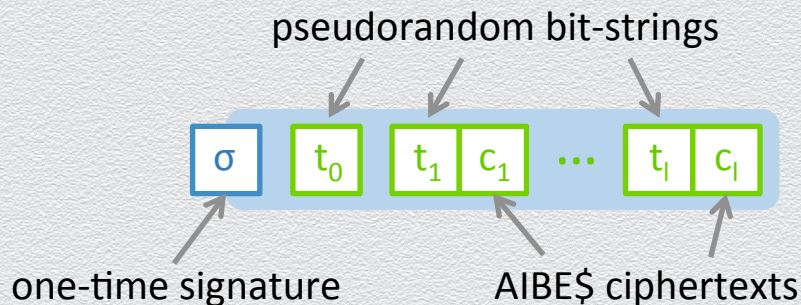 pseudorandom bit-strings
σ t₀ t₁ c₁ ... tₗ cₗ
one-time signature AIBE$ ciphertexts